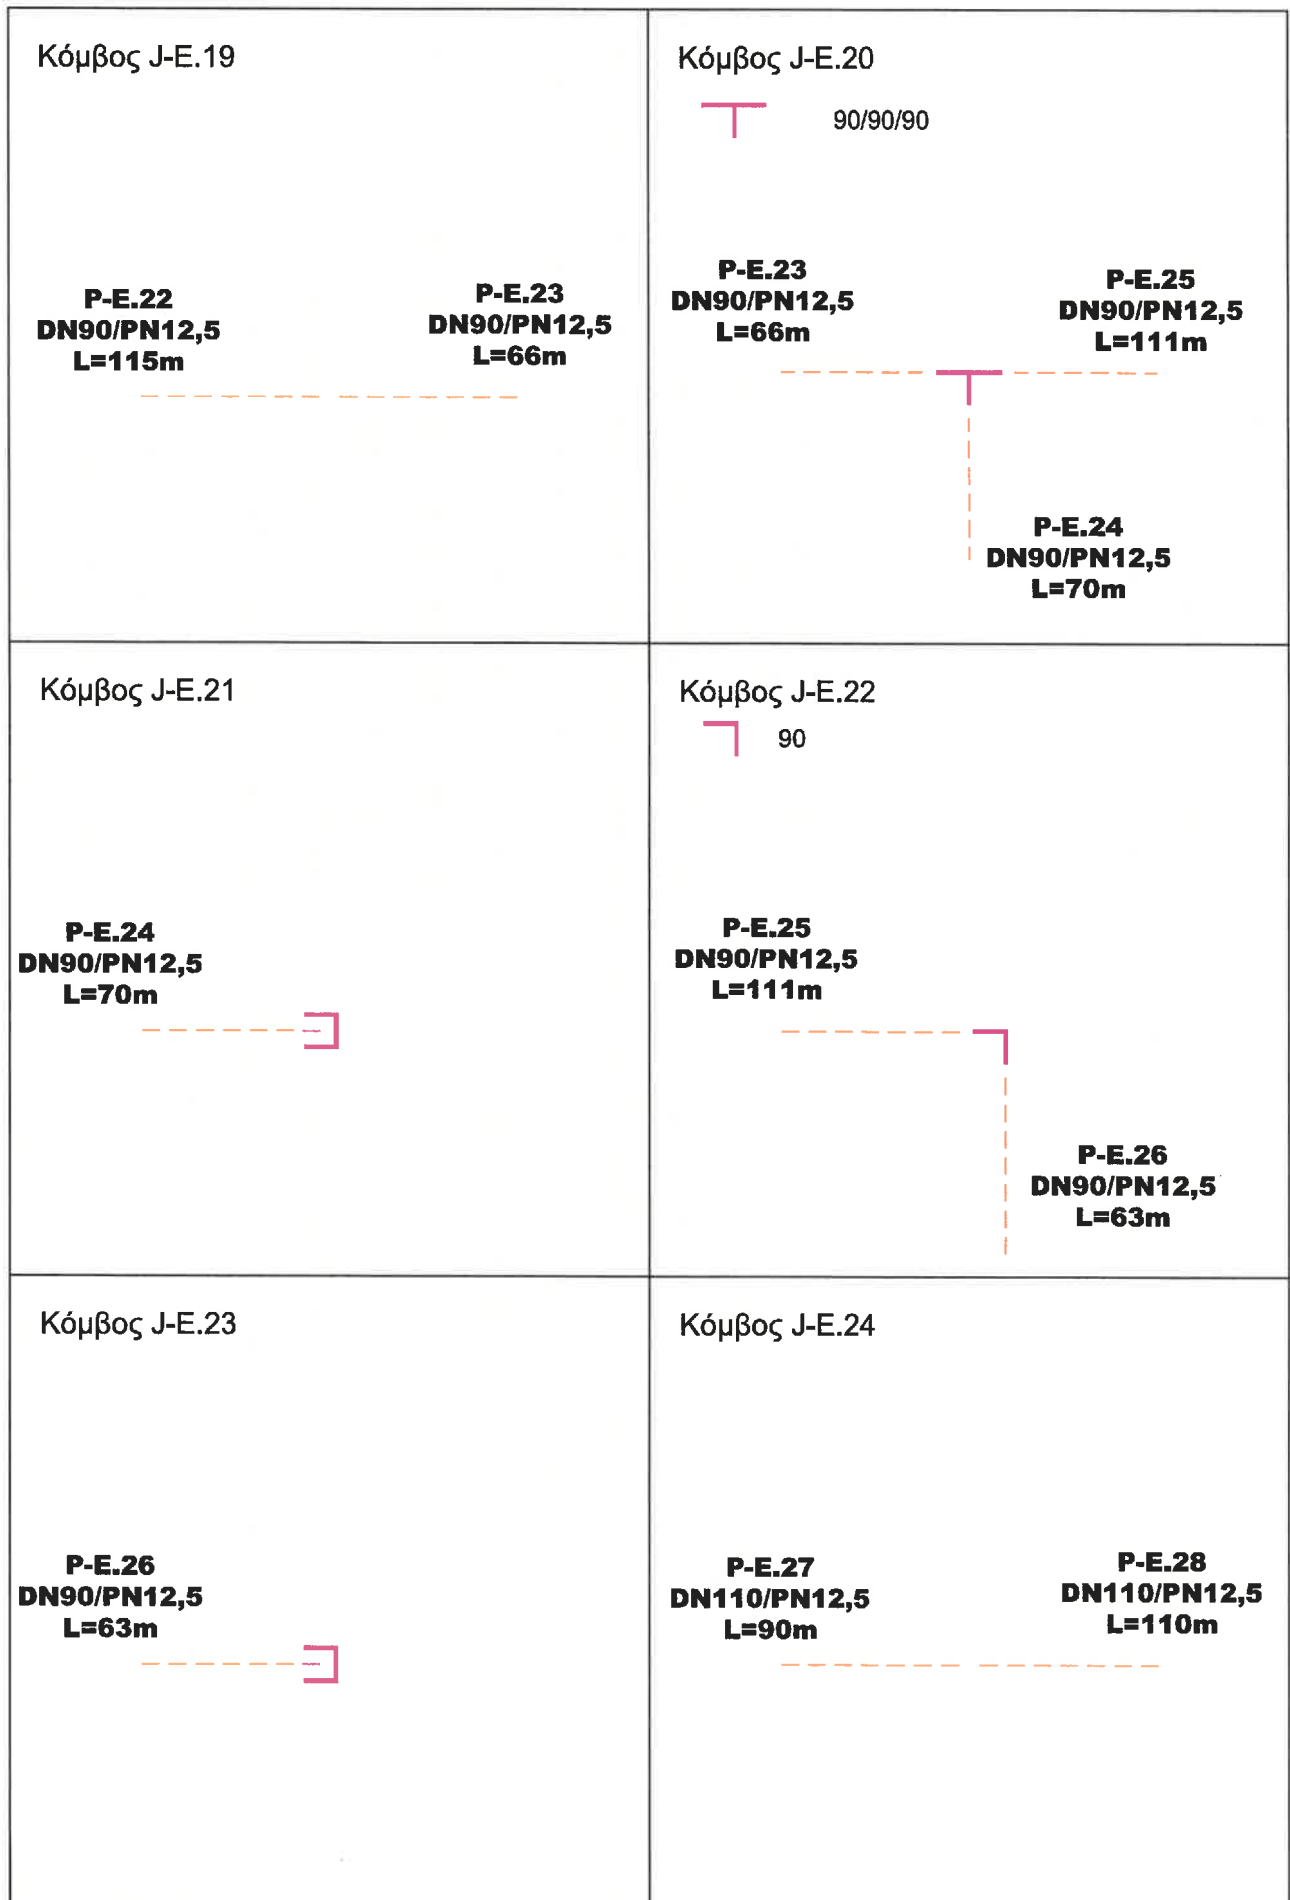 Κόμβος J-E.19
P-E.22
DN90/PN12,5
L=115m
P-E.23
DN90/PN12,5
L=66m
Κόμβος J-E.20
90/90/90
P-E.23
DN90/PN12,5
L=66m
P-E.25
DN90/PN12,5
L=111m
P-E.24
DN90/PN12,5
L=70m
Κόμβος J-E.21
P-E.24
DN90/PN12,5
L=70m
Κόμβος J-E.22
90
P-E.25
DN90/PN12,5
L=111m
P-E.26
DN90/PN12,5
L=63m
Κόμβος J-E.23
P-E.26
DN90/PN12,5
L=63m
Κόμβος J-E.24
P-E.27
DN110/PN12,5
L=90m
P-E.28
DN110/PN12,5
L=110m